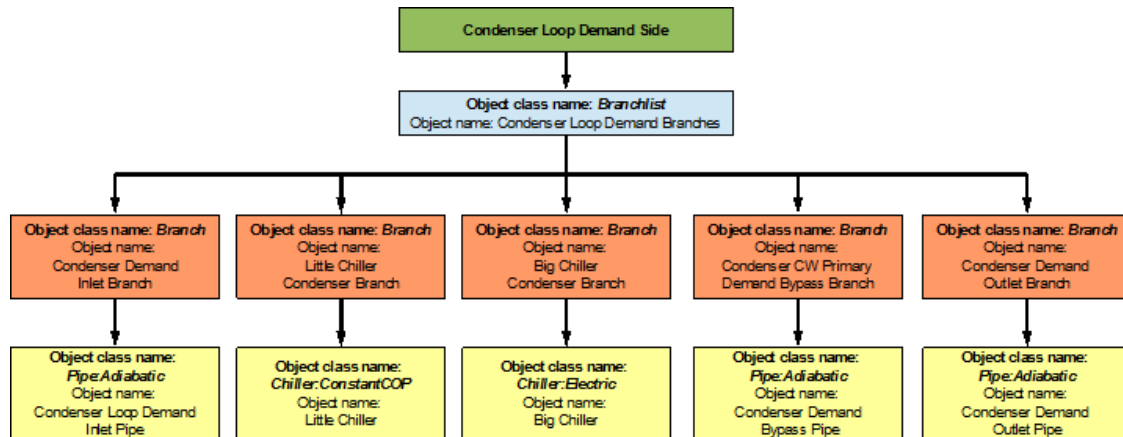 Condenser Loop Demand Side
Object class name: Branchlist
Object name: Condenser Loop Demand Branches
Object class name: Branch
Object name:
Condenser Demand
Inlet Branch
Object class name: Branch
Object name:
Little Chiller
Condenser Branch
Object class name: Branch
Object name:
Big Chiller
Condenser Branch
Object class name: Branch
Object name:
Condenser CW Primary
Demand Bypass Branch
Object class name: Branch
Object name:
Condenser Demand
Outlet Branch
Object class name:
Pipe:Adiabatic
Object name:
Condenser Loop Demand
Inlet Pipe
Object class name:
Chiller:ConstantCOP
Object name:
Little Chiller
Object class name:
Chiller:Electric
Object name:
Big Chiller
Object class name:
Pipe:Adiabatic
Object name:
Condenser Demand
Bypass Pipe
Object class name:
Pipe:Adiabatic
Object name:
Condenser Demand
Outlet Pipe